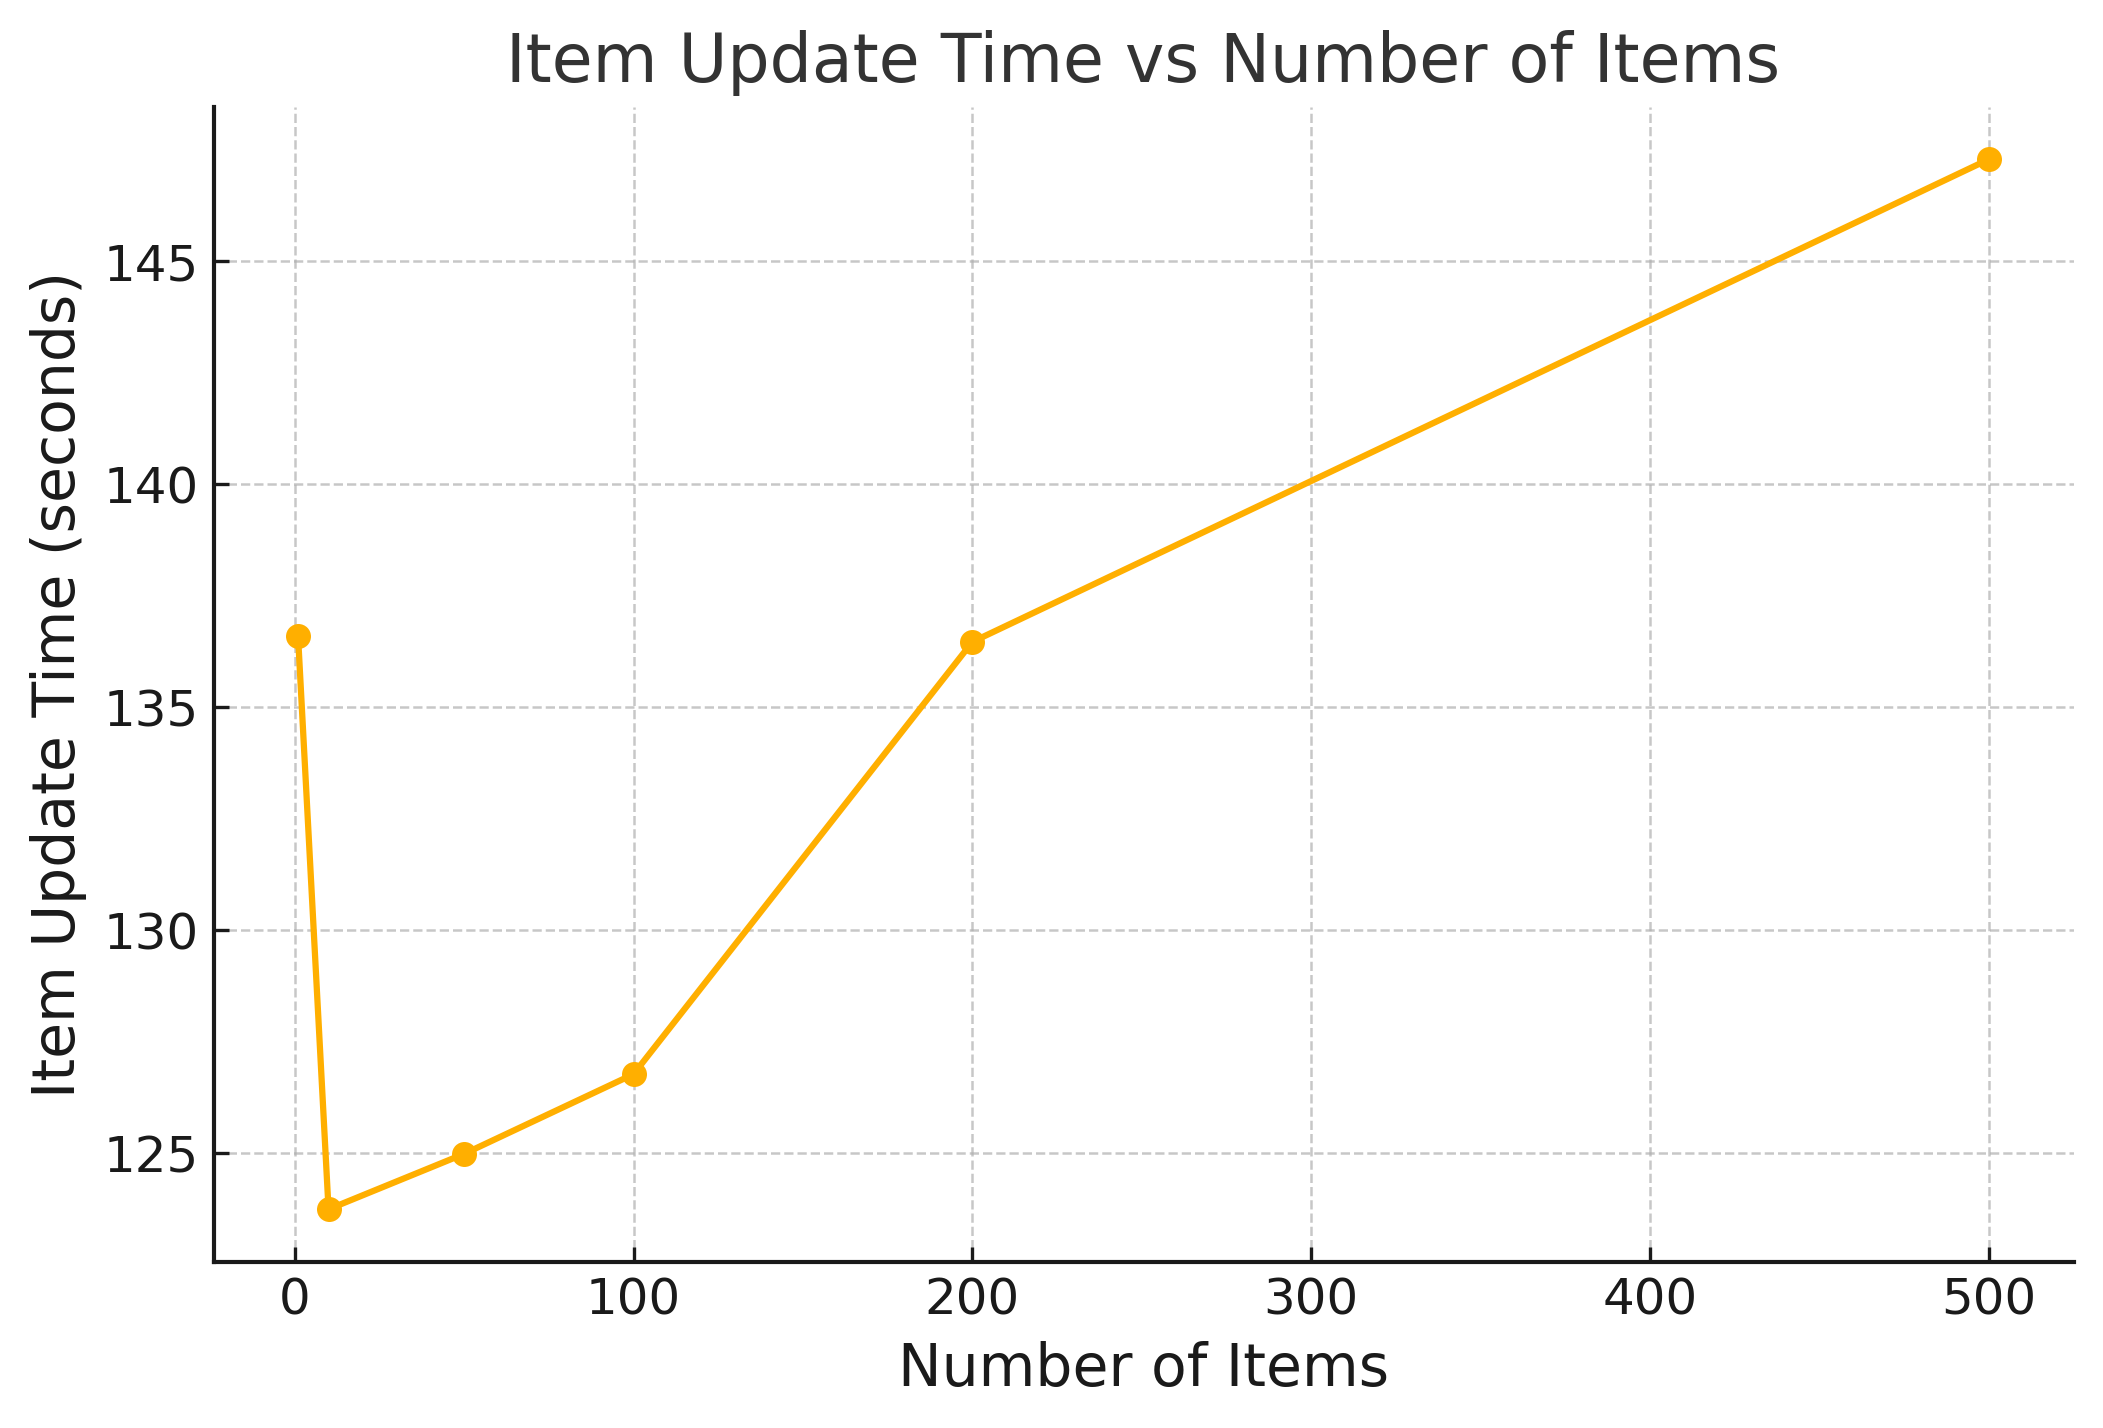 Item Update Time vs Number of Items
Item Update Time (seconds)
145
140
135
130
125
0 100 200 300 400 500
Number of Items